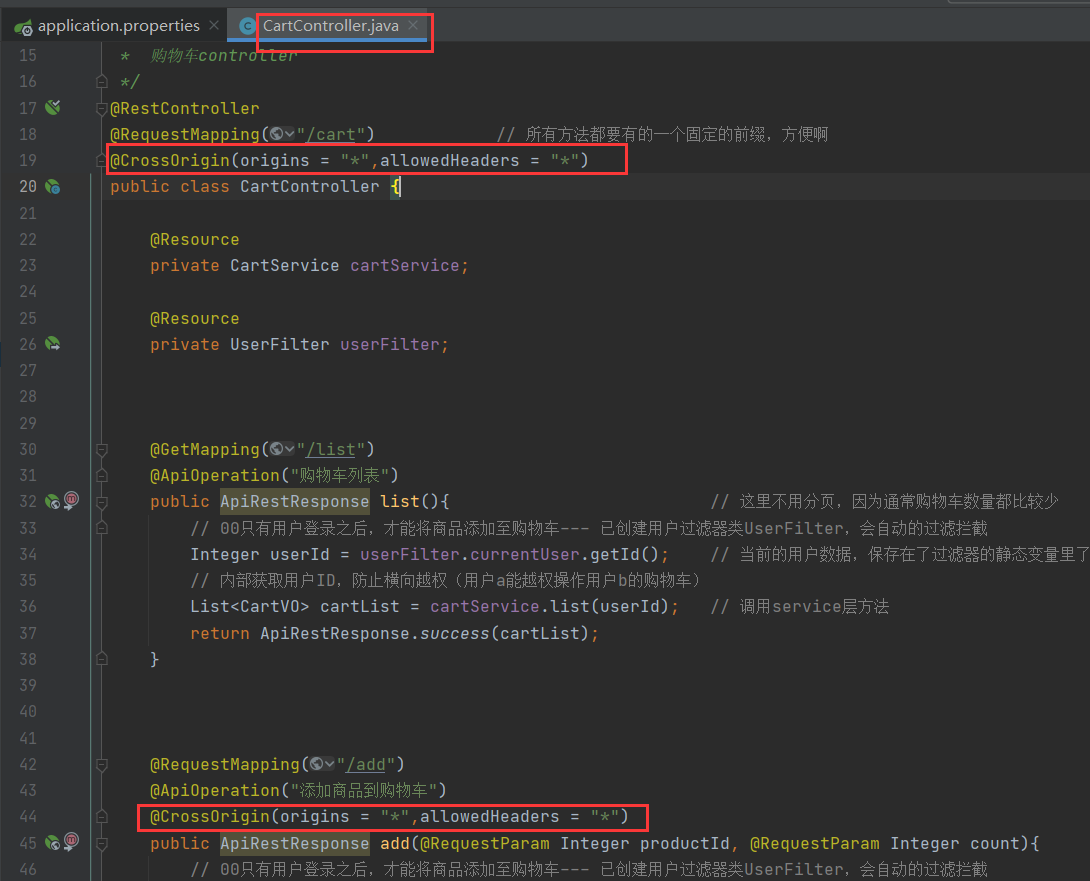 application.properties
CartController.java
15 * 购物车controller
16 */
17 @RestController
18 @RequestMapping("/cart") // 所有方法都要有的一个固定的前缀，方便啊
19 @CrossOrigin(origins = "*",allowedHeaders = "*")
20 public class CartController {
21
22 @Resource
23 private CartService cartService;
24
25 @Resource
26 private UserFilter userFilter;
27
28
29
30 @GetMapping("/list")
31 @ApiOperation("购物车列表")
32 public ApiRestResponse list(){ // 这里不用分页，因为通常购物车数量都比较少
33 // 00只有用户登录之后，才能将商品添加至购物车--- 已创建用户过滤器类UserFilter，会自动的过滤拦截
34 Integer userId = userFilter.currentUser.getId(); // 当前的用户数据，保存在了过滤器的静态变量里了
35 // 内部获取用户ID，防止横向越权（用户a能越权操作用户b的购物车）
36 List<CartVO> cartList = cartService.list(userId); // 调用service层方法
37 return ApiRestResponse.success(cartList);
38 }
39
40
41
42 @RequestMapping("/add")
43 @ApiOperation("添加商品到购物车")
44 @CrossOrigin(origins = "*",allowedHeaders = "*")
45 public ApiRestResponse add(@RequestParam Integer productId, @RequestParam Integer count){
46 // 00只有用户登录之后，才能将商品添加至购物车--- 已创建用户过滤器类UserFilter，会自动的过滤拦截